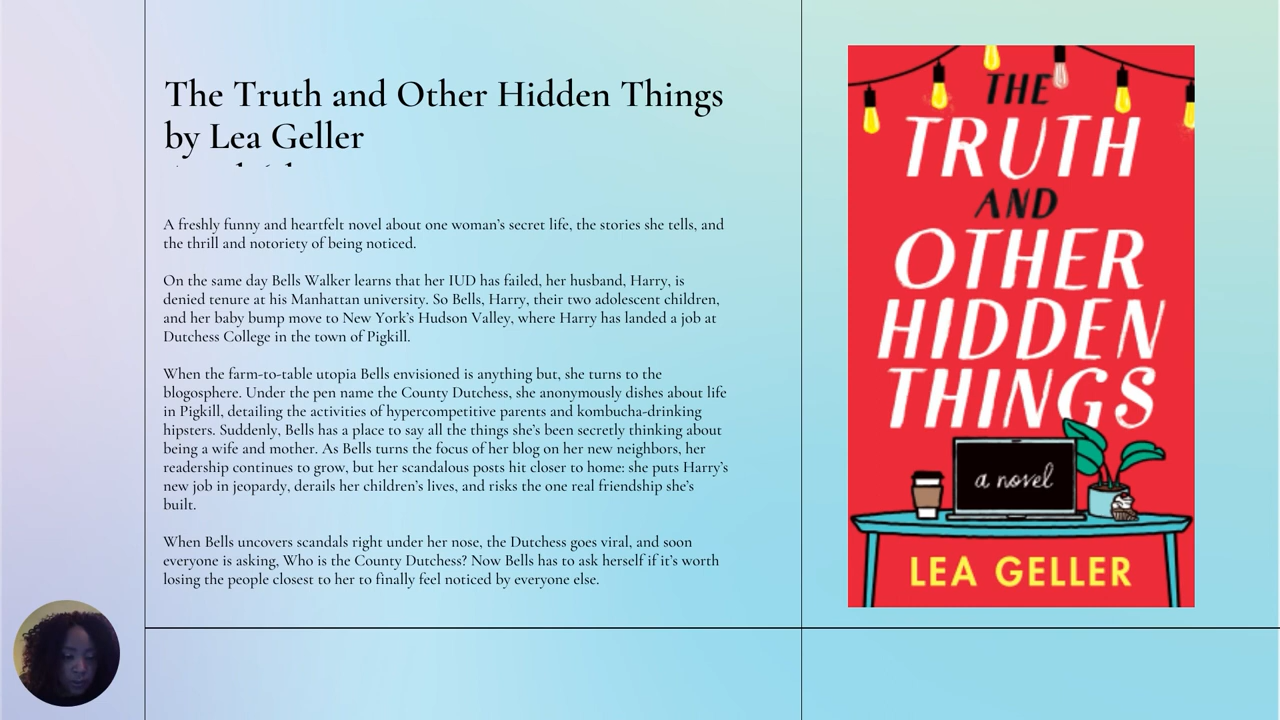 The Truth and Other Hidden Things
by Lea Geller
A freshly funny and heartfelt novel about one woman's secret life, the stories she tells, and
the thrill and notoriety of being noticed.
On the same day Bells Walker learns that her IUD has failed, her husband, Harry, is
denied tenure at his Manhattan university. So Bells, Harry, their two adolescent children,
and her baby bump move to New York's Hudson Valley, where Harry has landed a job at
Dutchess College in the town of Pigkill.
When the farm-to-table utopia Bells envisioned is anything but, she turns to the
blogosphere. Under the pen name the County Dutchess, she anonymously dishes about life
in Pigkill, detailing the activities of hypercompetitive parents and kombucha-drinking
hipsters. Suddenly, Bells has a place to say all the things she's been secretly thinking about
being a wife and mother. As Bells turns the focus of her blog on her new neighbors, her
readership continues to grow, but her scandalous posts hit closer to home: she puts Harry's
new job in jeopardy, derails her children's lives, and risks the one real friendship she's
built.
When Bells uncovers scandals right under her nose, the Dutchess goes viral, and soon
everyone is asking, Who is the County Dutchess? Now Bells has to ask herself if it's worth
losing the people closest to her to finally feel noticed by everyone else.
THE
TRUTH
AND
OTHER
HIDDEN
THINGS
a novel
LEA GELLER